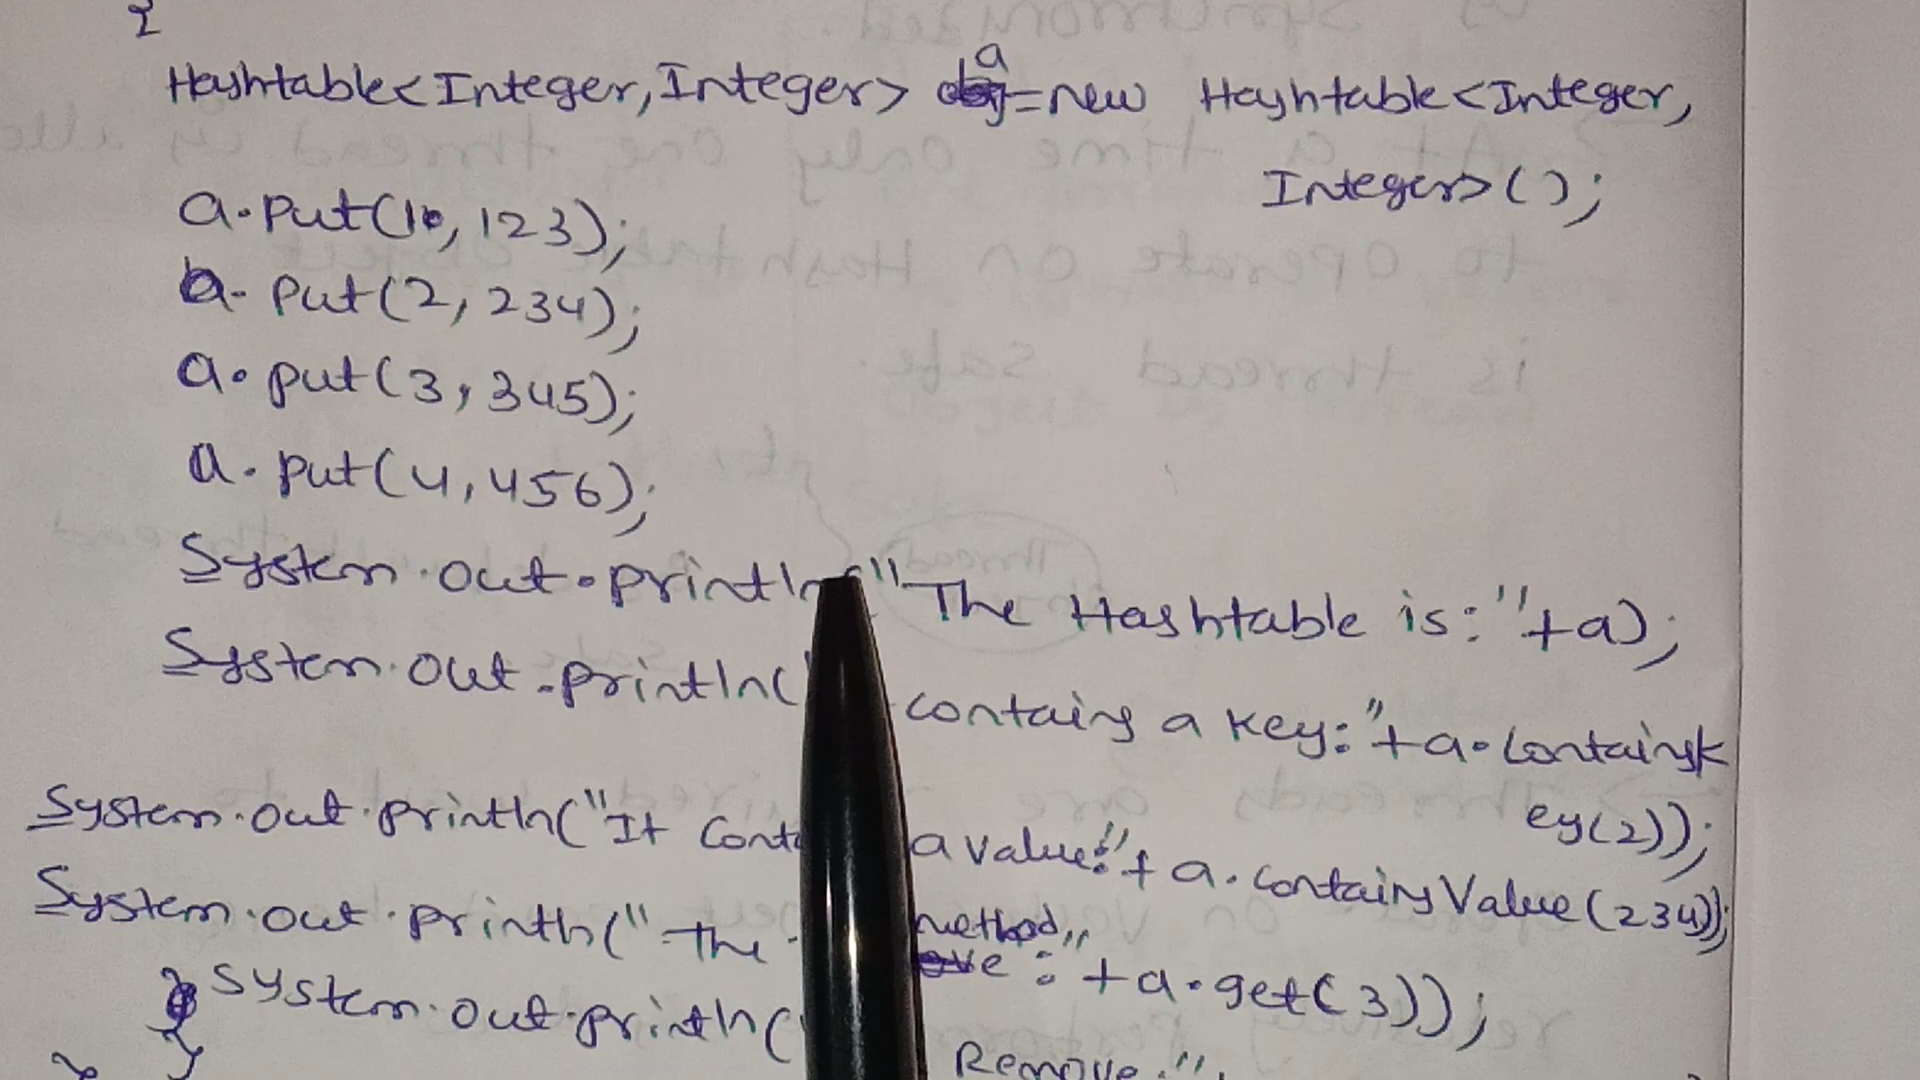 {
Hashtable<Integer, Integer> a = new Hashtable<Integer,
Integer>();
a.put(10, 123);
a.put(2, 234);
a.put(3, 345);
a.put(4, 456);
System.out.println("The Hashtable is:"+a);
System.out.println( contains a key:"+a.containsk
ey(2));
System.out.println("It a value:"+ a.containsValue(234));
System.out.println("The method
:"+a.get(3));
System.out.println(
Remove:"
}